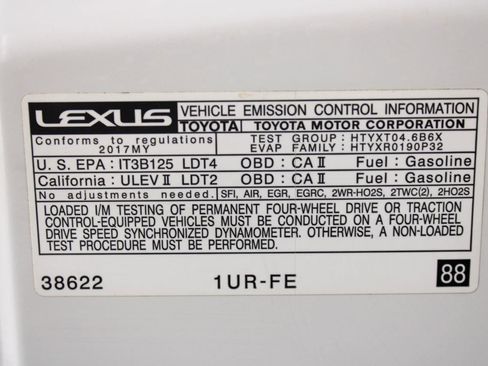 LEXUS VEHICLE EMISSION CONTROL INFORMATION
TOYOTA TOYOTA MOTOR CORPORATION
Conforms to regulations TEST GROUP : HTYXT04.6B6X
2017MY EVAP FAMILY : HTYXR0190P32
U. S. EPA : IT3B125 LDT4 OBD : CA II Fuel : Gasoline
California : ULEV II LDT2 OBD : CA II Fuel : Gasoline
No adjustments needed. SFI, AIR, EGR, EGRC, 2WR-HO2S, 2TWC(2), 2HO2S
LOADED I/M TESTING OF PERMANENT FOUR-WHEEL DRIVE OR TRACTION
CONTROL-EQUIPPED VEHICLES MUST BE CONDUCTED ON A FOUR-WHEEL
DRIVE SPEED SYNCHRONIZED DYNAMOMETER. OTHERWISE, A NON-LOADED
TEST PROCEDURE MUST BE PERFORMED.
38622 1UR-FE 88